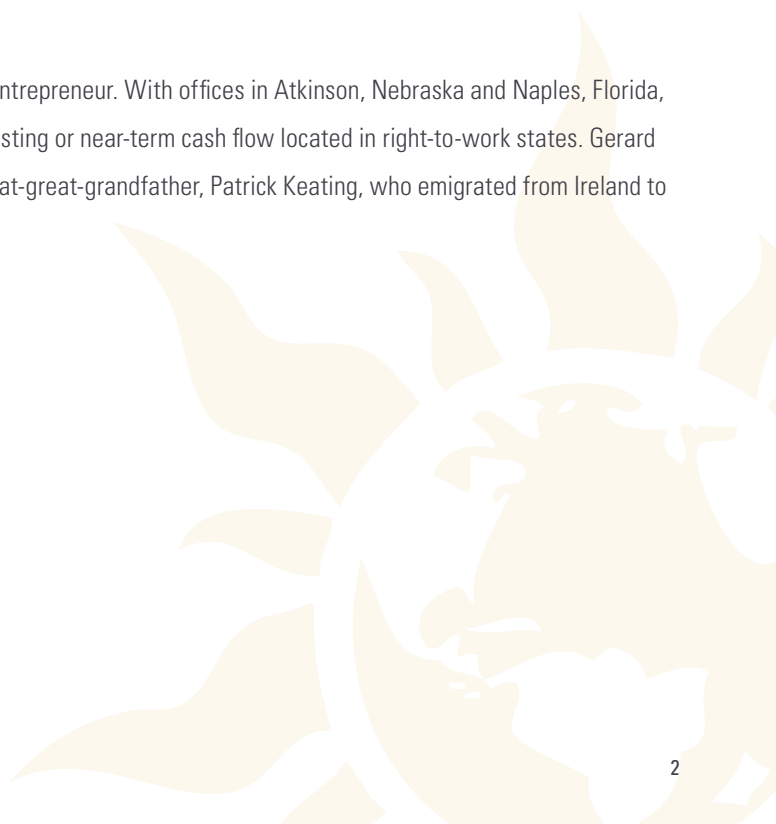 ntrepreneur. With offices in Atkinson, Nebraska and Naples, Florida,
sting or near-term cash flow located in right-to-work states. Gerard
at-great-grandfather, Patrick Keating, who emigrated from Ireland to
2